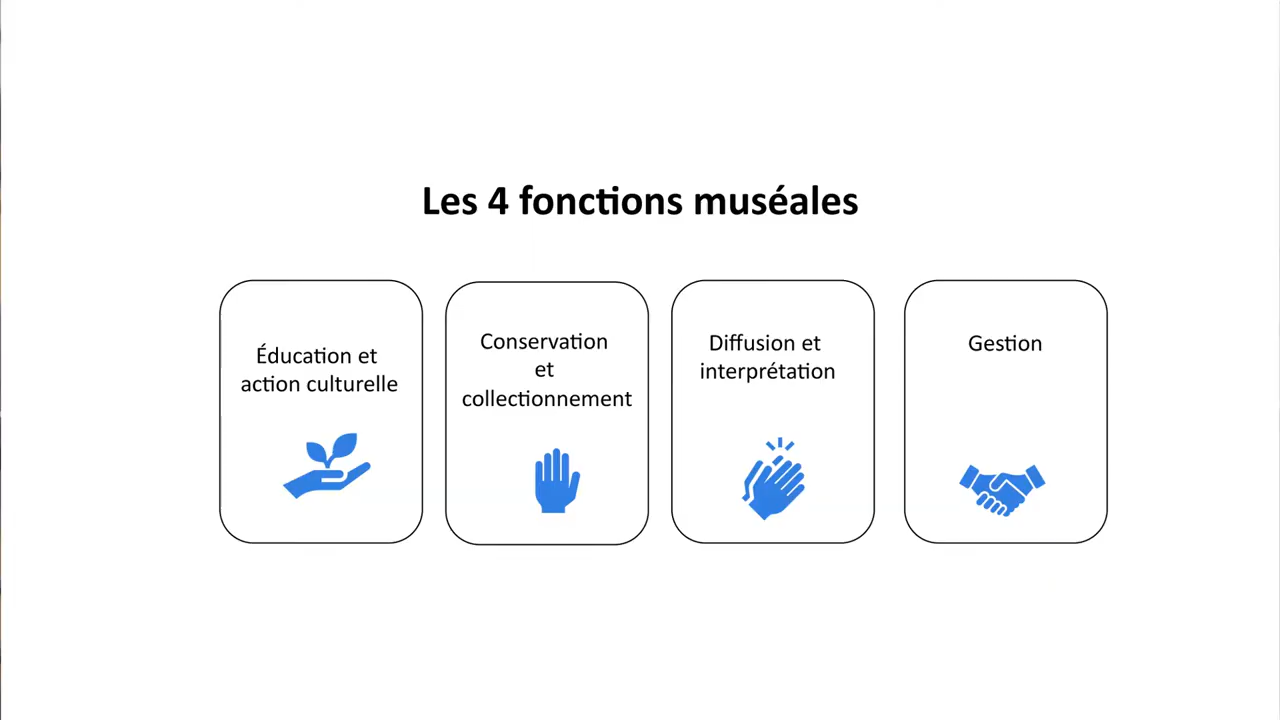 Les 4 fonctions muséales
Éducation et
action culturelle
Conservation
et
collectionnement
Diffusion et
interprétation
Gestion